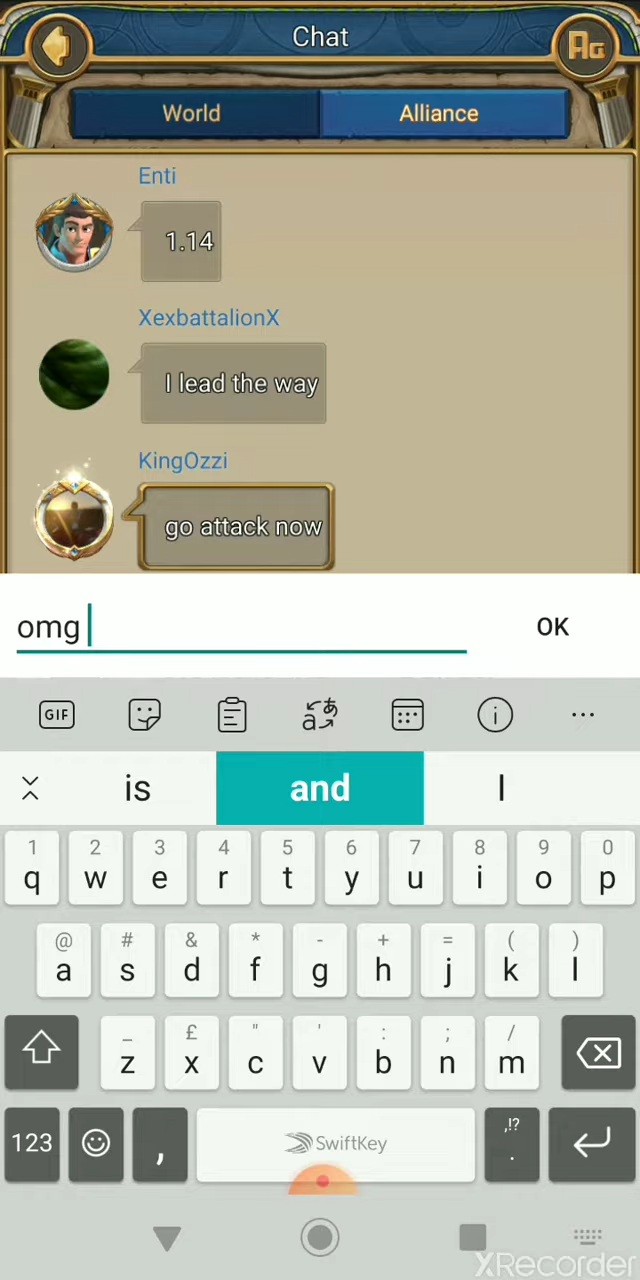 Chat
AG
World
Alliance
Enti
1.14
XexbattalionX
I lead the way
KingOzzi
go attack now
omg
OK
GIF
is
and
I
1 2 3 4 5 6 7 8 9 0
q w e r t y u i o p
@ # & * - + = ( )
a s d f g h j k l
_ £ " ' : ; /
z x c v b n m
123
,
SwiftKey
,!?
.
XRecorder